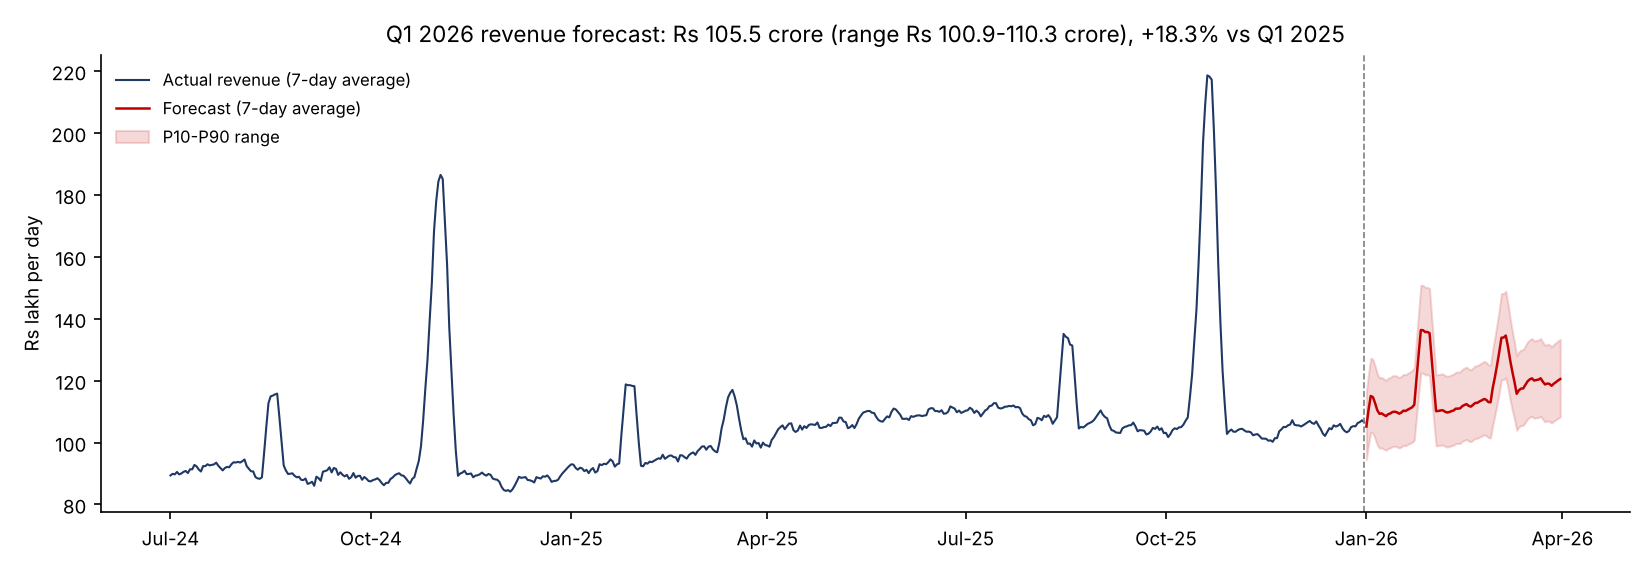 Q1 2026 revenue forecast: Rs 105.5 crore (range Rs 100.9-110.3 crore), +18.3% vs Q1 2025
Actual revenue (7-day average)
Forecast (7-day average)
P10-P90 range
Rs lakh per day
220
200
180
160
140
120
100
80
Jul-24 Oct-24 Jan-25 Apr-25 Jul-25 Oct-25 Jan-26 Apr-26